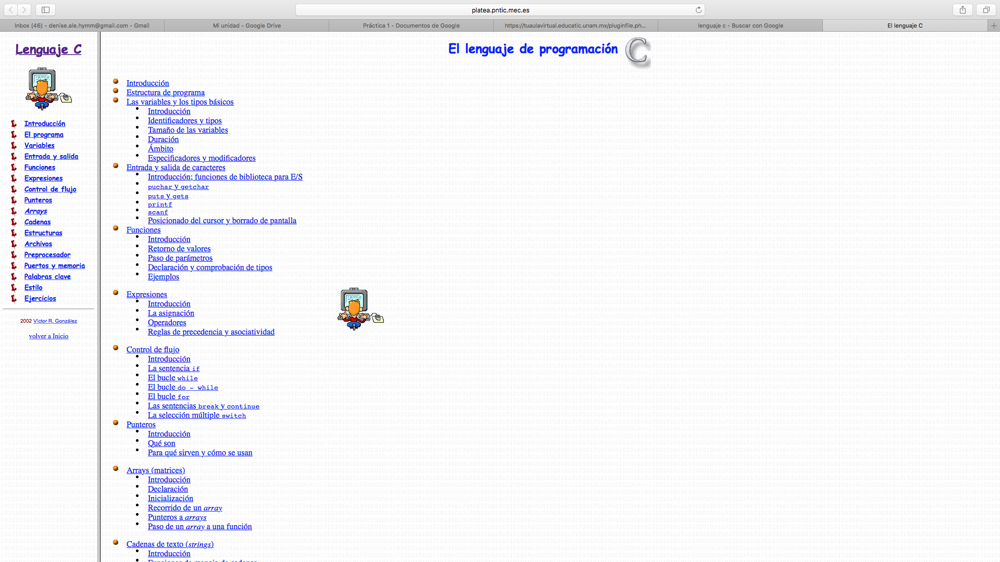 platea.pntic.mec.es
Inbox (46) - denise.ale.hymm@gmail.com - Gmail
Mi unidad - Google Drive
Práctica 1 - Documentos de Google
https://tuaulavirtual.educatic.unam.mx/pluginfile.ph...
lenguaje c - Buscar con Google
El lenguaje C
Lenguaje C
Introducción
El programa
Variables
Entrada y salida
Funciones
Expresiones
Control de flujo
Punteros
Arrays
Cadenas
Estructuras
Archivos
Preprocesador
Puertos y memoria
Palabras clave
Estilo
Ejercicios
2002 Víctor R. González
volver a Inicio
El lenguaje de programación C
Introducción
Estructura de programa
Las variables y los tipos básicos
Introducción
Identificadores y tipos
Tamaño de las variables
Duración
Ámbito
Especificadores y modificadores
Entrada y salida de caracteres
Introducción; funciones de biblioteca para E/S
puchar y getchar
puts y gets
printf
scanf
Posicionado del cursor y borrado de pantalla
Funciones
Introducción
Retorno de valores
Paso de parámetros
Declaración y comprobación de tipos
Ejemplos
Expresiones
Introducción
La asignación
Operadores
Reglas de precedencia y asociatividad
Control de flujo
Introducción
La sentencia if
El bucle while
El bucle do - while
El bucle for
Las sentencias break y continue
La selección múltiple switch
Punteros
Introducción
Qué son
Para qué sirven y cómo se usan
Arrays (matrices)
Introducción
Declaración
Inicialización
Recorrido de un array
Punteros a arrays
Paso de un array a una función
Cadenas de texto (strings)
Introducción
Funciones de manejo de cadenas